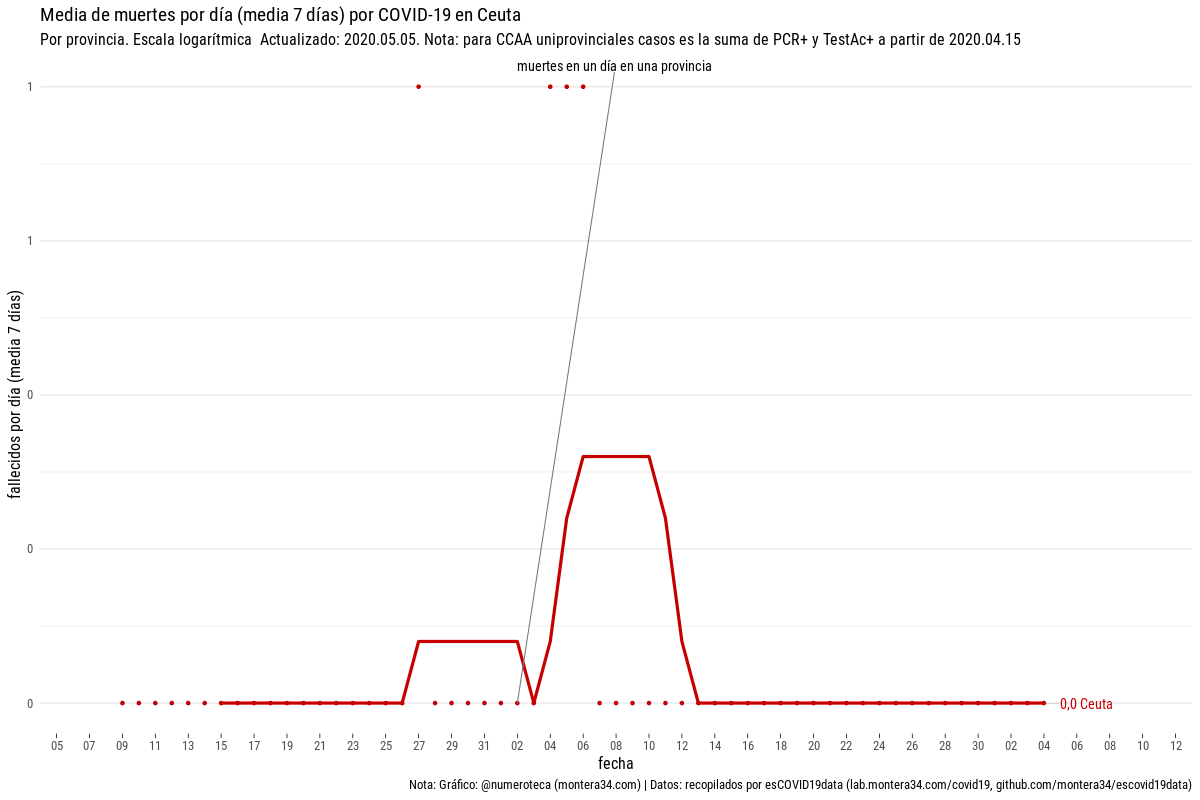 Media de muertes por día (media 7 días) por COVID-19 en Ceuta
Por provincia. Escala logarítmica  Actualizado: 2020.05.05. Nota: para CCAA uniprovinciales casos es la suma de PCR+ y TestAc+ a partir de 2020.04.15
muertes en un día en una provincia
1
1
0
0
0
fallecidos por día (media 7 días)
0,0 Ceuta
05 07 09 11 13 15 17 19 21 23 25 27 29 31 02 04 06 08 10 12 14 16 18 20 22 24 26 28 30 02 04 06 08 10 12
fecha
Nota: Gráfico: @numeroteca (montera34.com) | Datos: recopilados por esCOVID19data (lab.montera34.com/covid19, github.com/montera34/escovid19data)